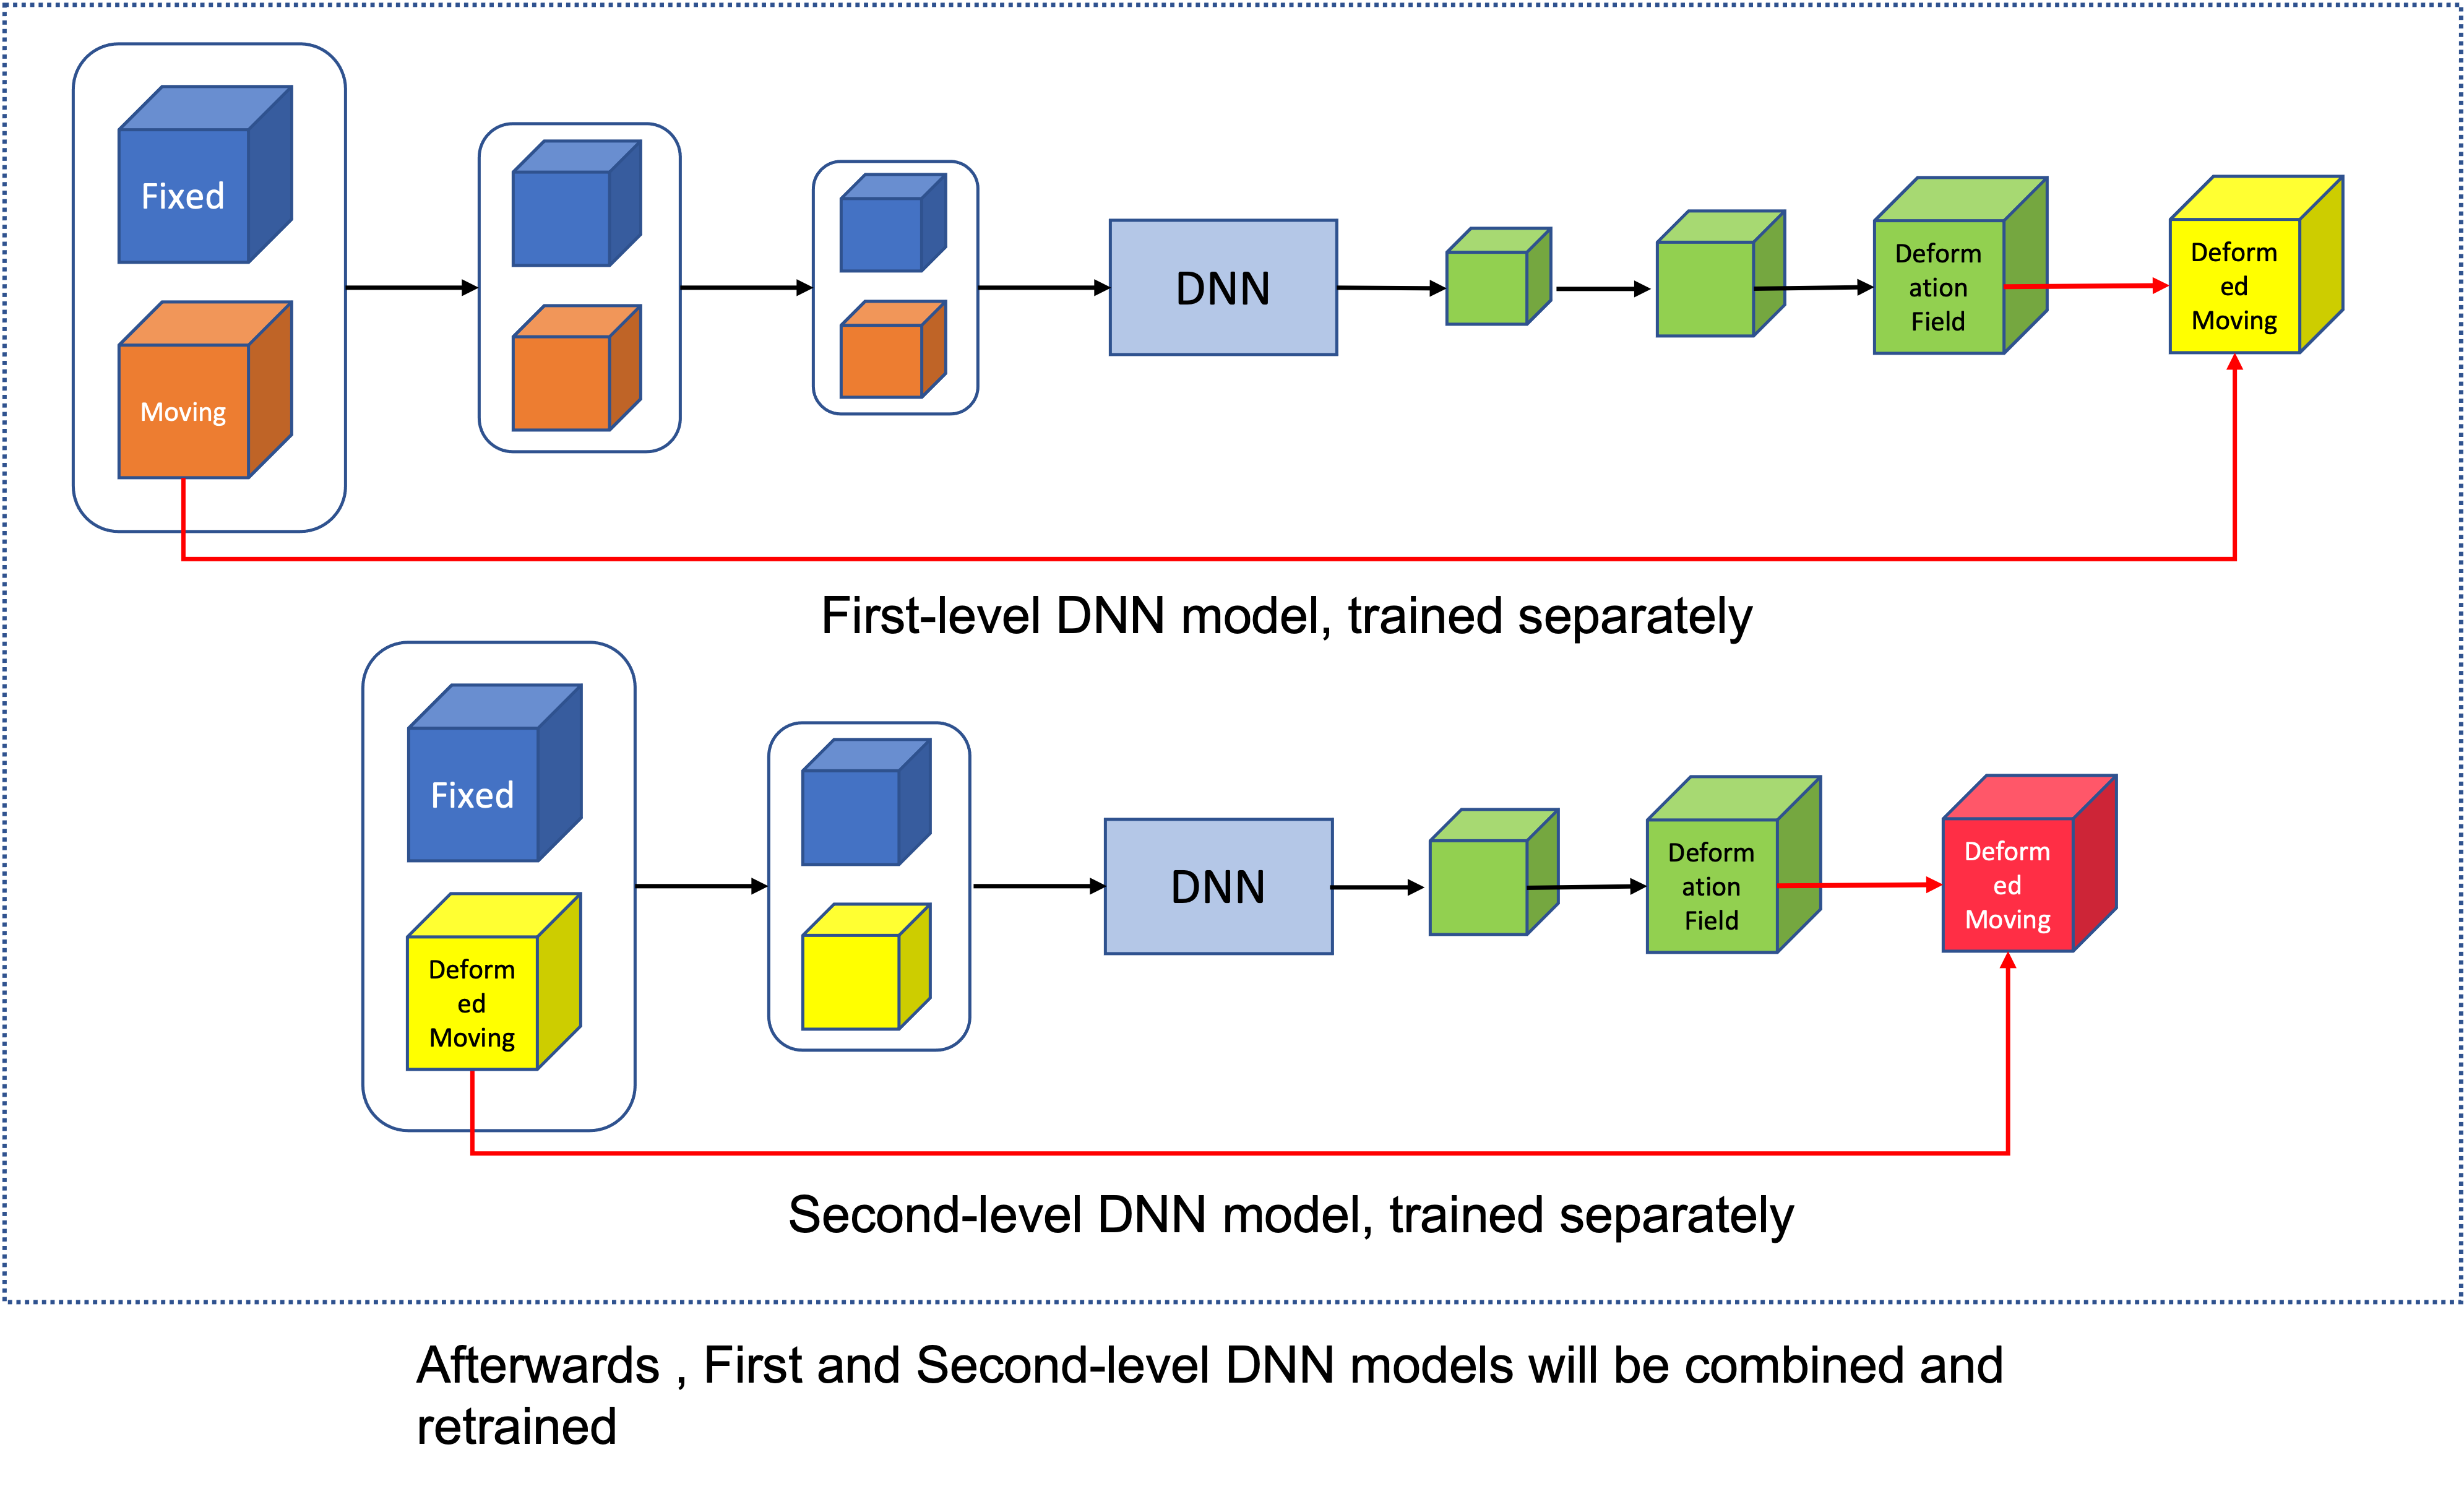 Fixed
Moving
DNN
Deform
ation
Field
Deform
ed
Moving
First-level DNN model, trained separately
Fixed
Deform
ed
Moving
DNN
Deform
ation
Field
Deform
ed
Moving
Second-level DNN model, trained separately
Afterwards , First and Second-level DNN models will be combined and
retrained